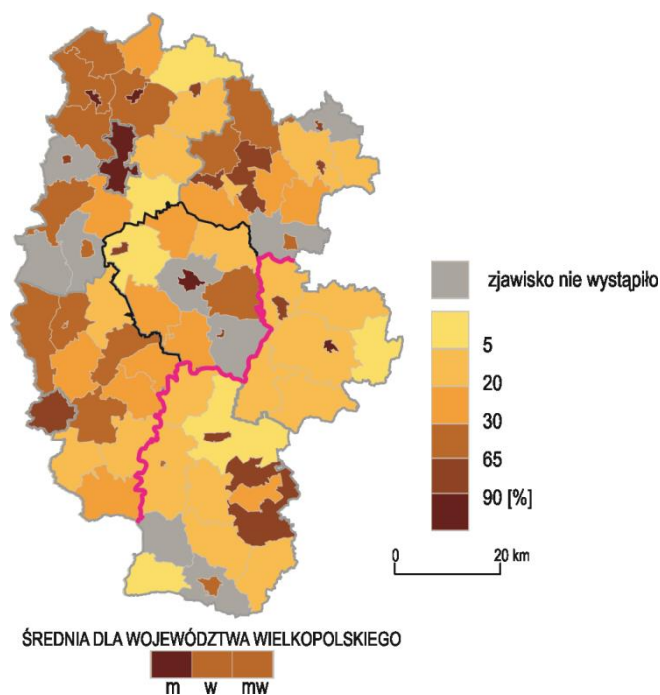 zjawisko nie wystąpiło
5
20
30
65
90 [%]
0 20 km
ŚREDNIA DLA WOJEWÓDZTWA WIELKOPOLSKIEGO
m w mw